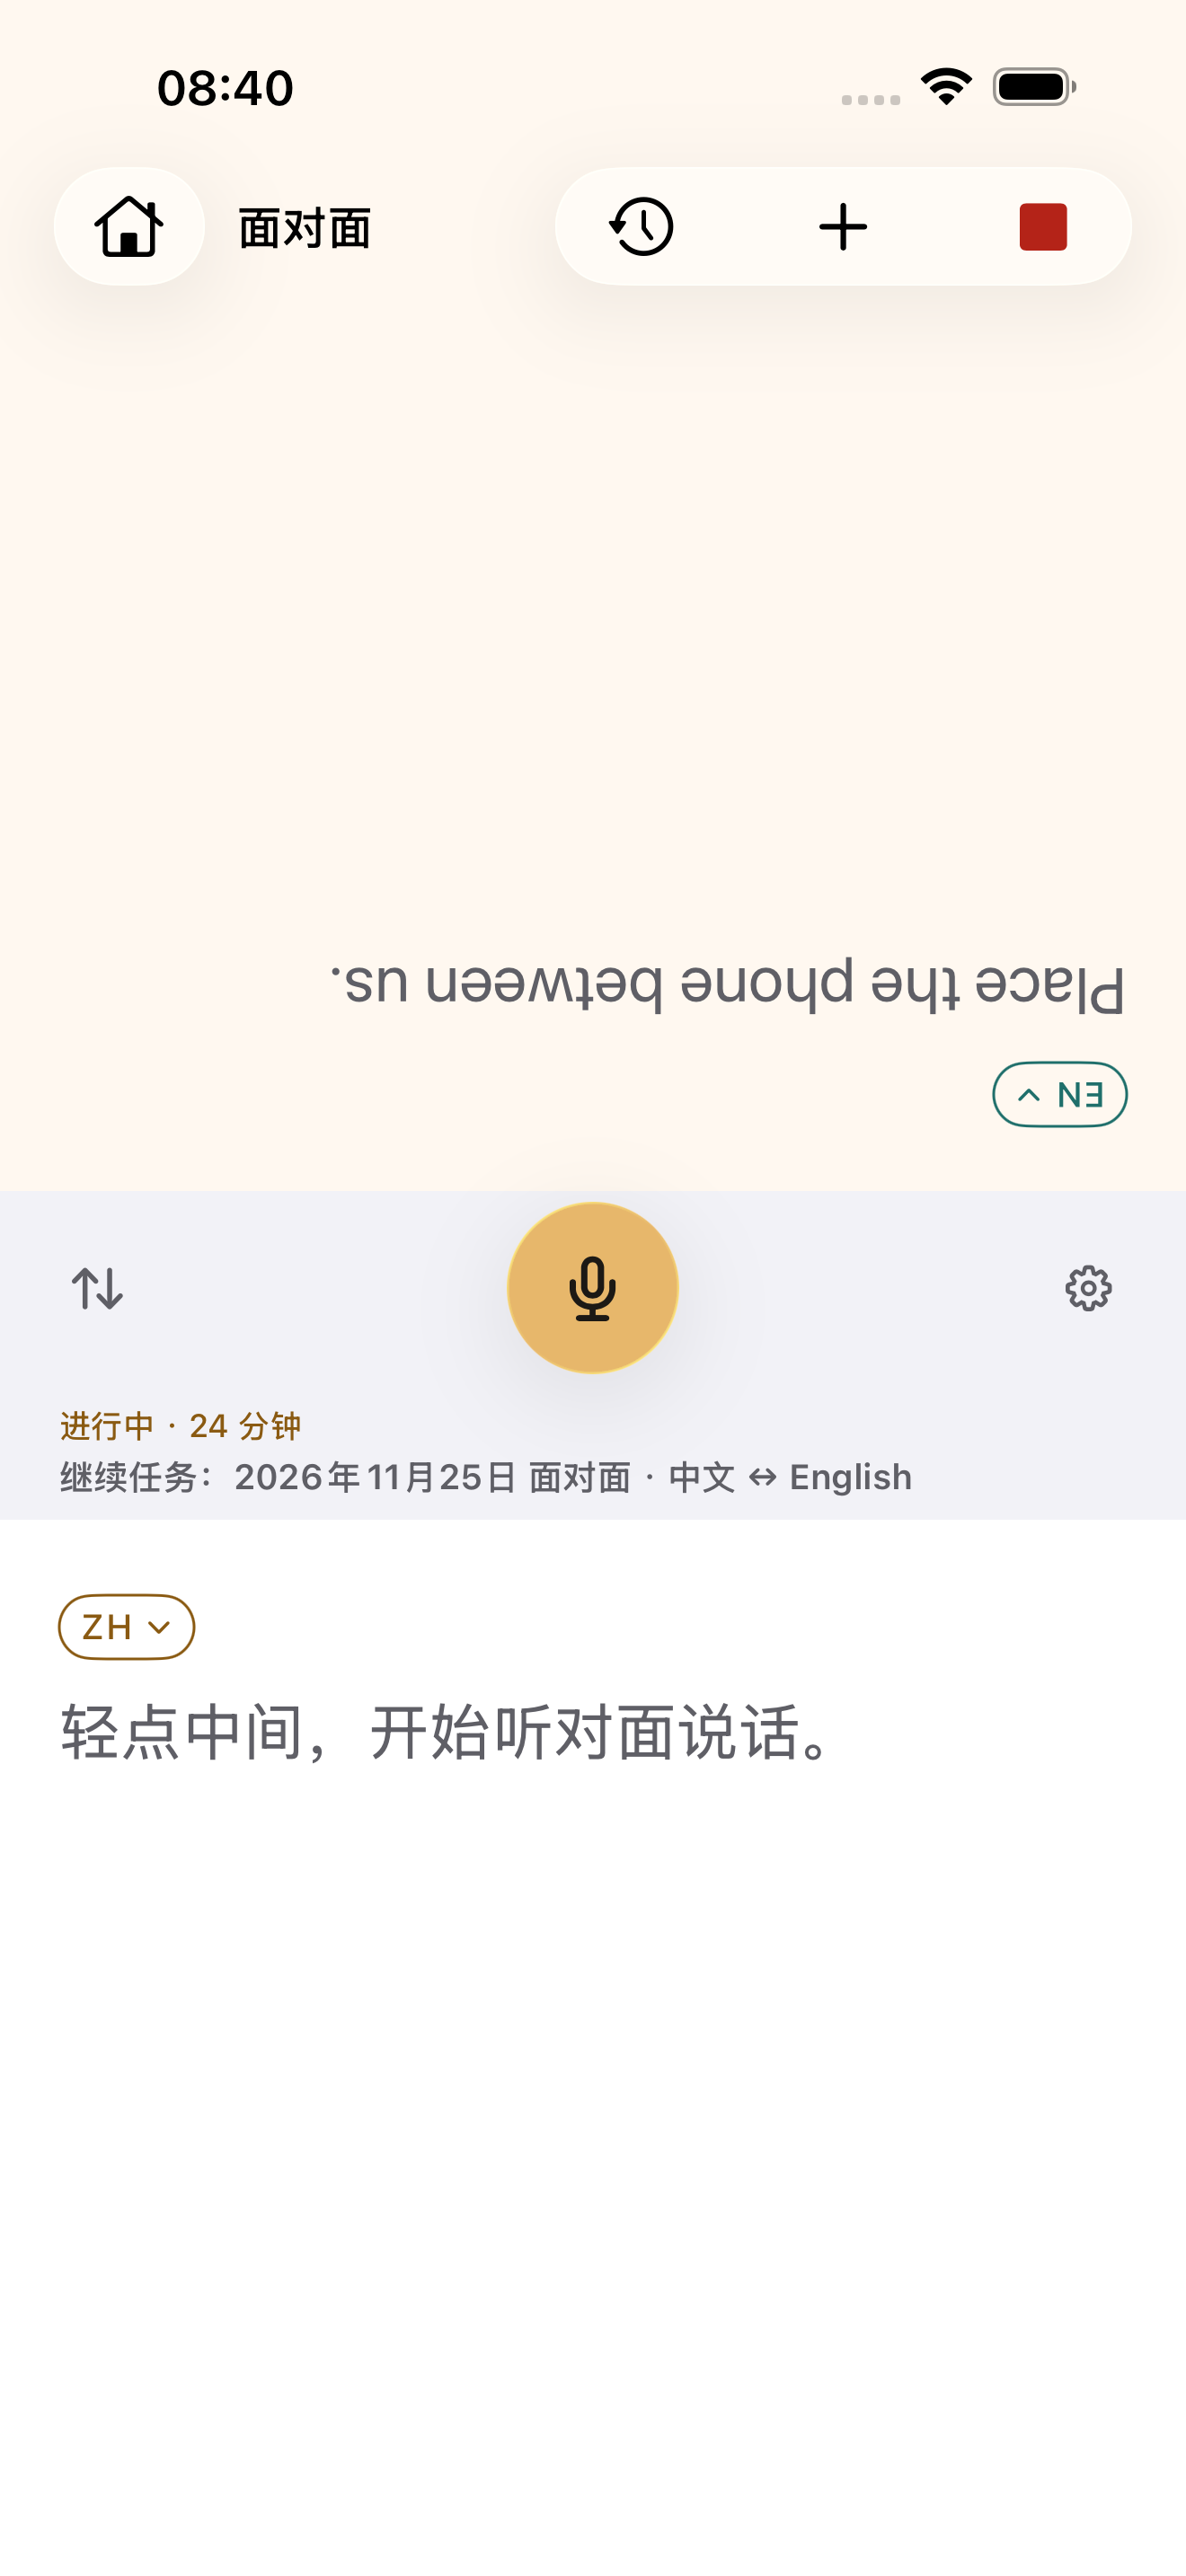 08:40
面对面
Place the phone between us.
EN
进行中 · 24 分钟
继续任务：2026年11月25日 面对面 · 中文 ↔ English
ZH
轻点中间，开始听对面说话。